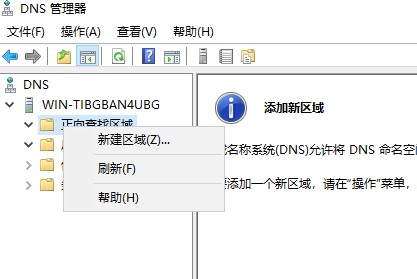 DNS 管理器
文件(F) 操作(A) 查看(V) 帮助(H)
DNS
WIN-TIBGBAN4UBG
正向查找区域
新建区域(Z)...
刷新(F)
帮助(H)
添加新区域
名称系统(DNS)允许将 DNS 命名空
要添加一个新区域，请在“操作”菜单，